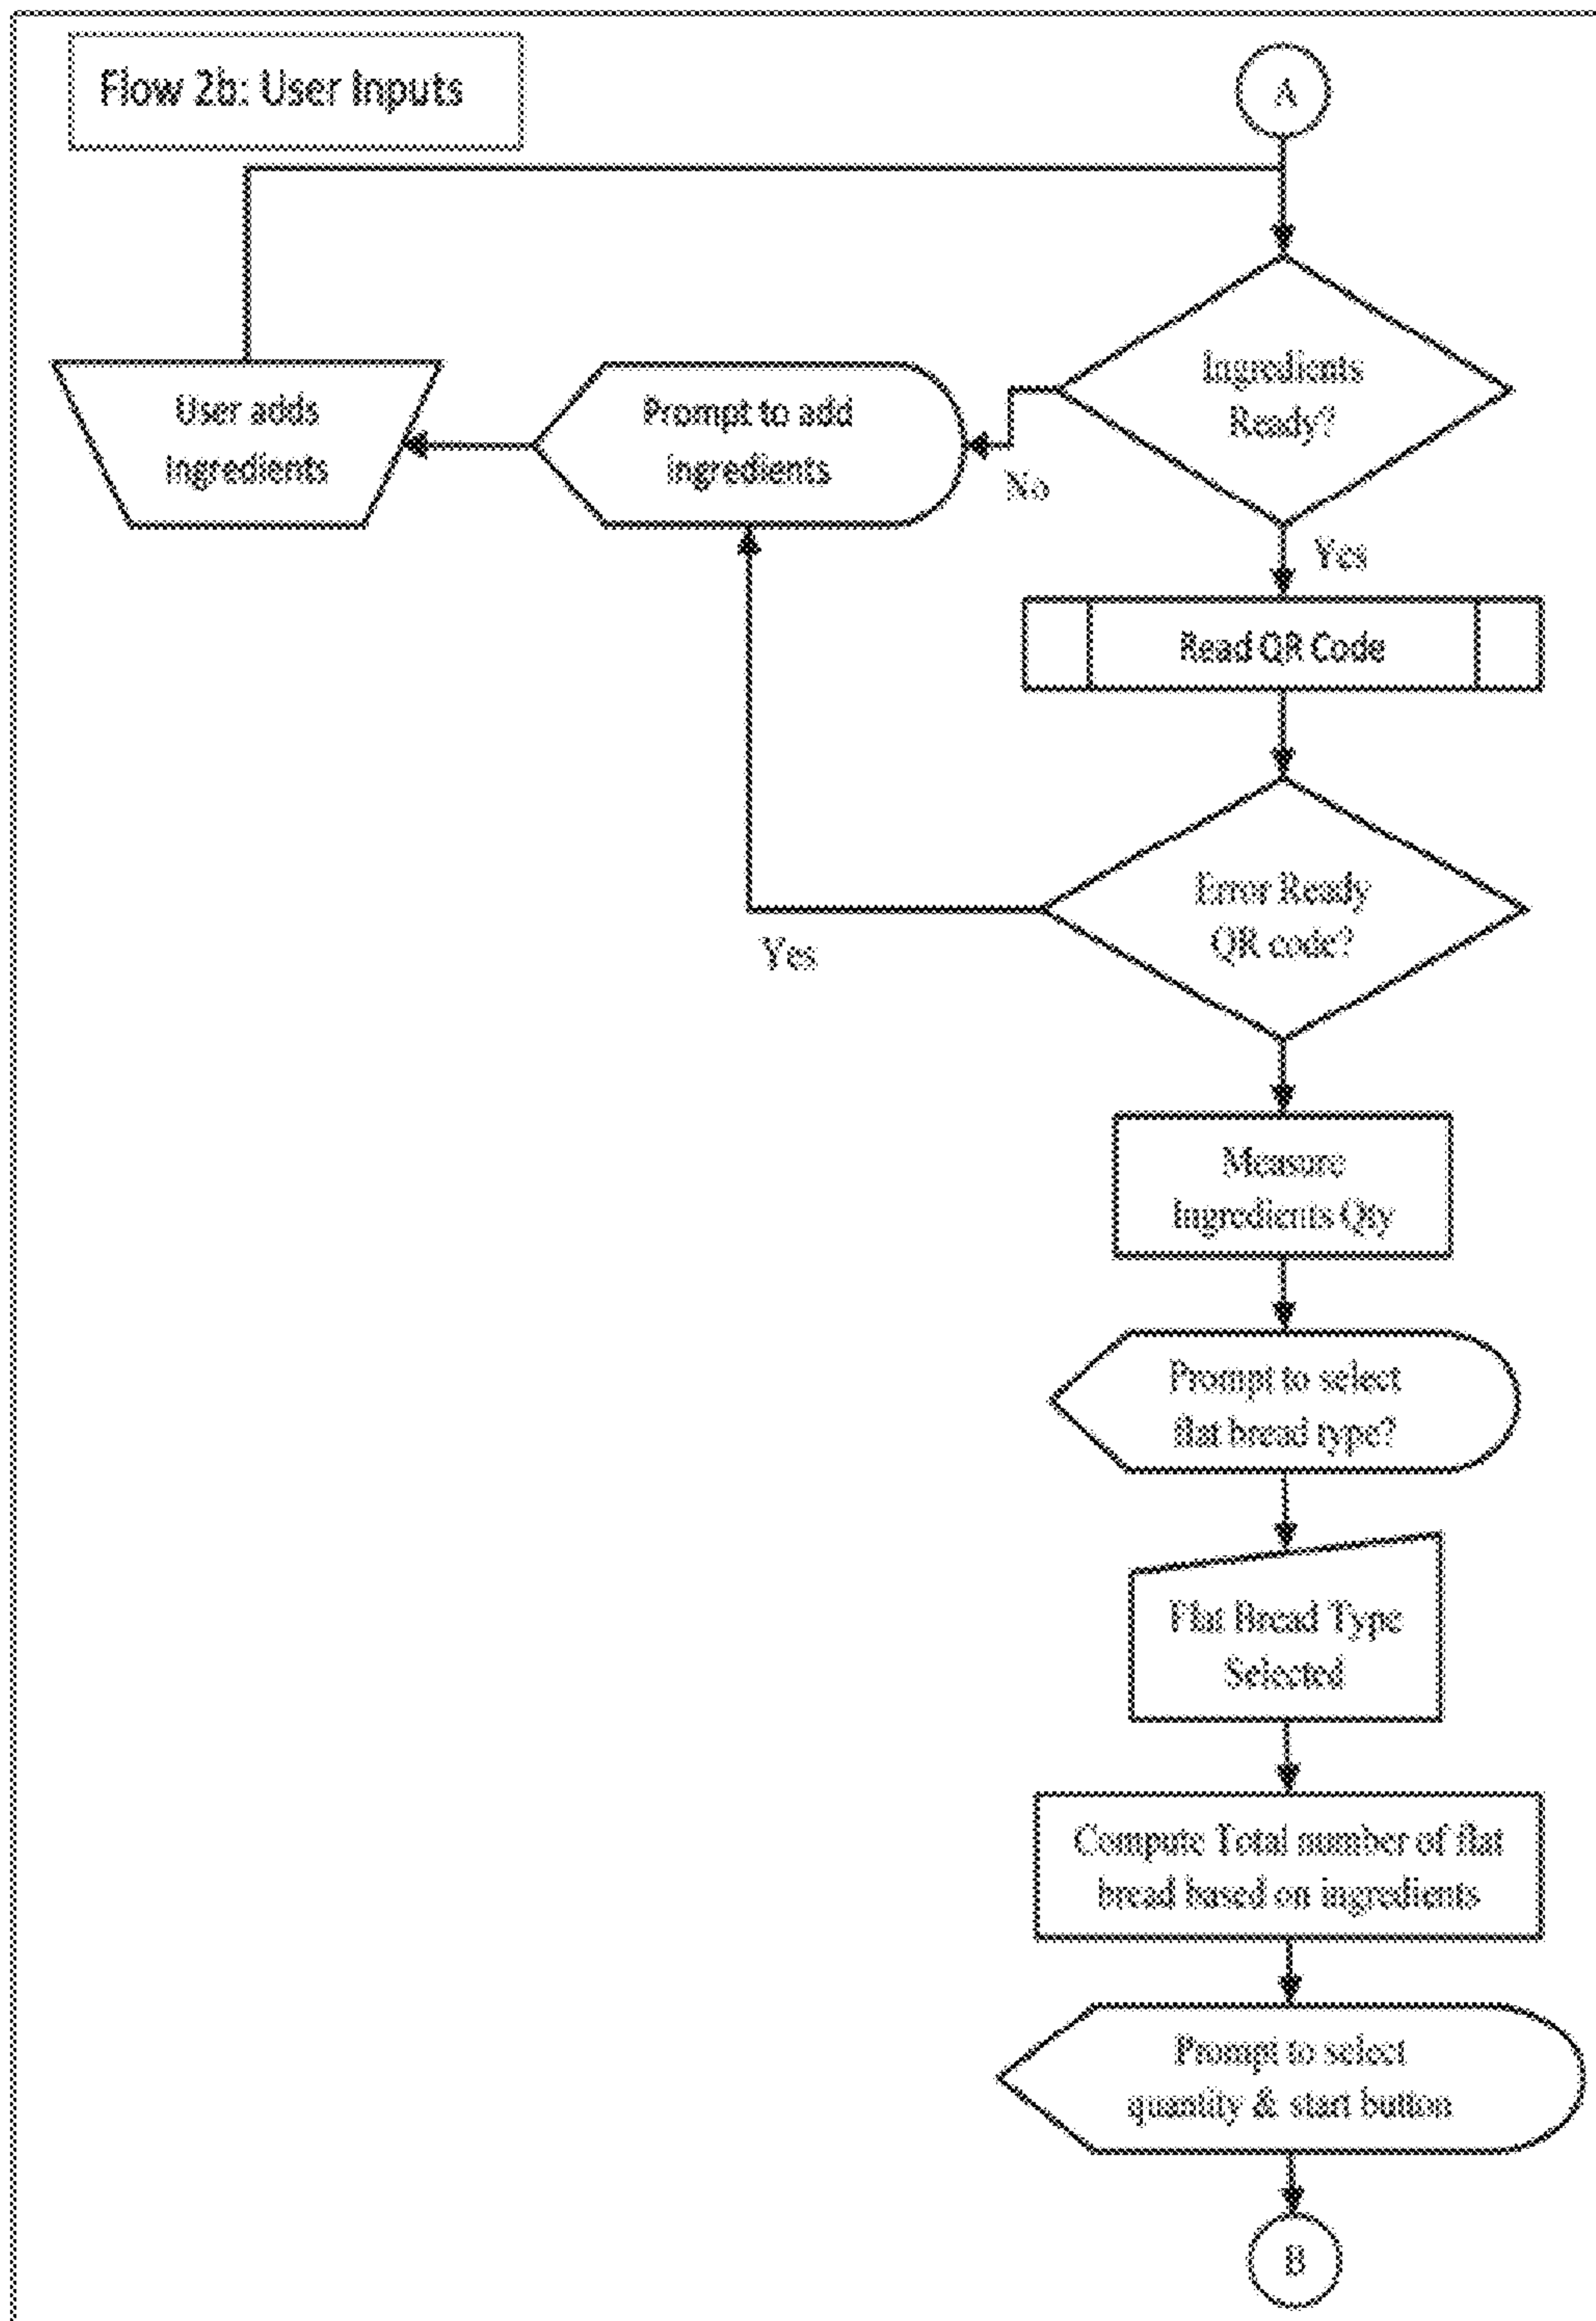 Flow 2b: User Inputs
A
Ingredients
Ready?
Prompt to add
ingredients
User adds
ingredients
No
Yes
Read QR Code
Error Ready
QR code?
Yes
Measure
Ingredients Qty
Prompt to select
flat bread type?
Flat Bread Type
Selected
Compute Total number of flat
bread based on ingredients
Prompt to select
quantity & start button
B